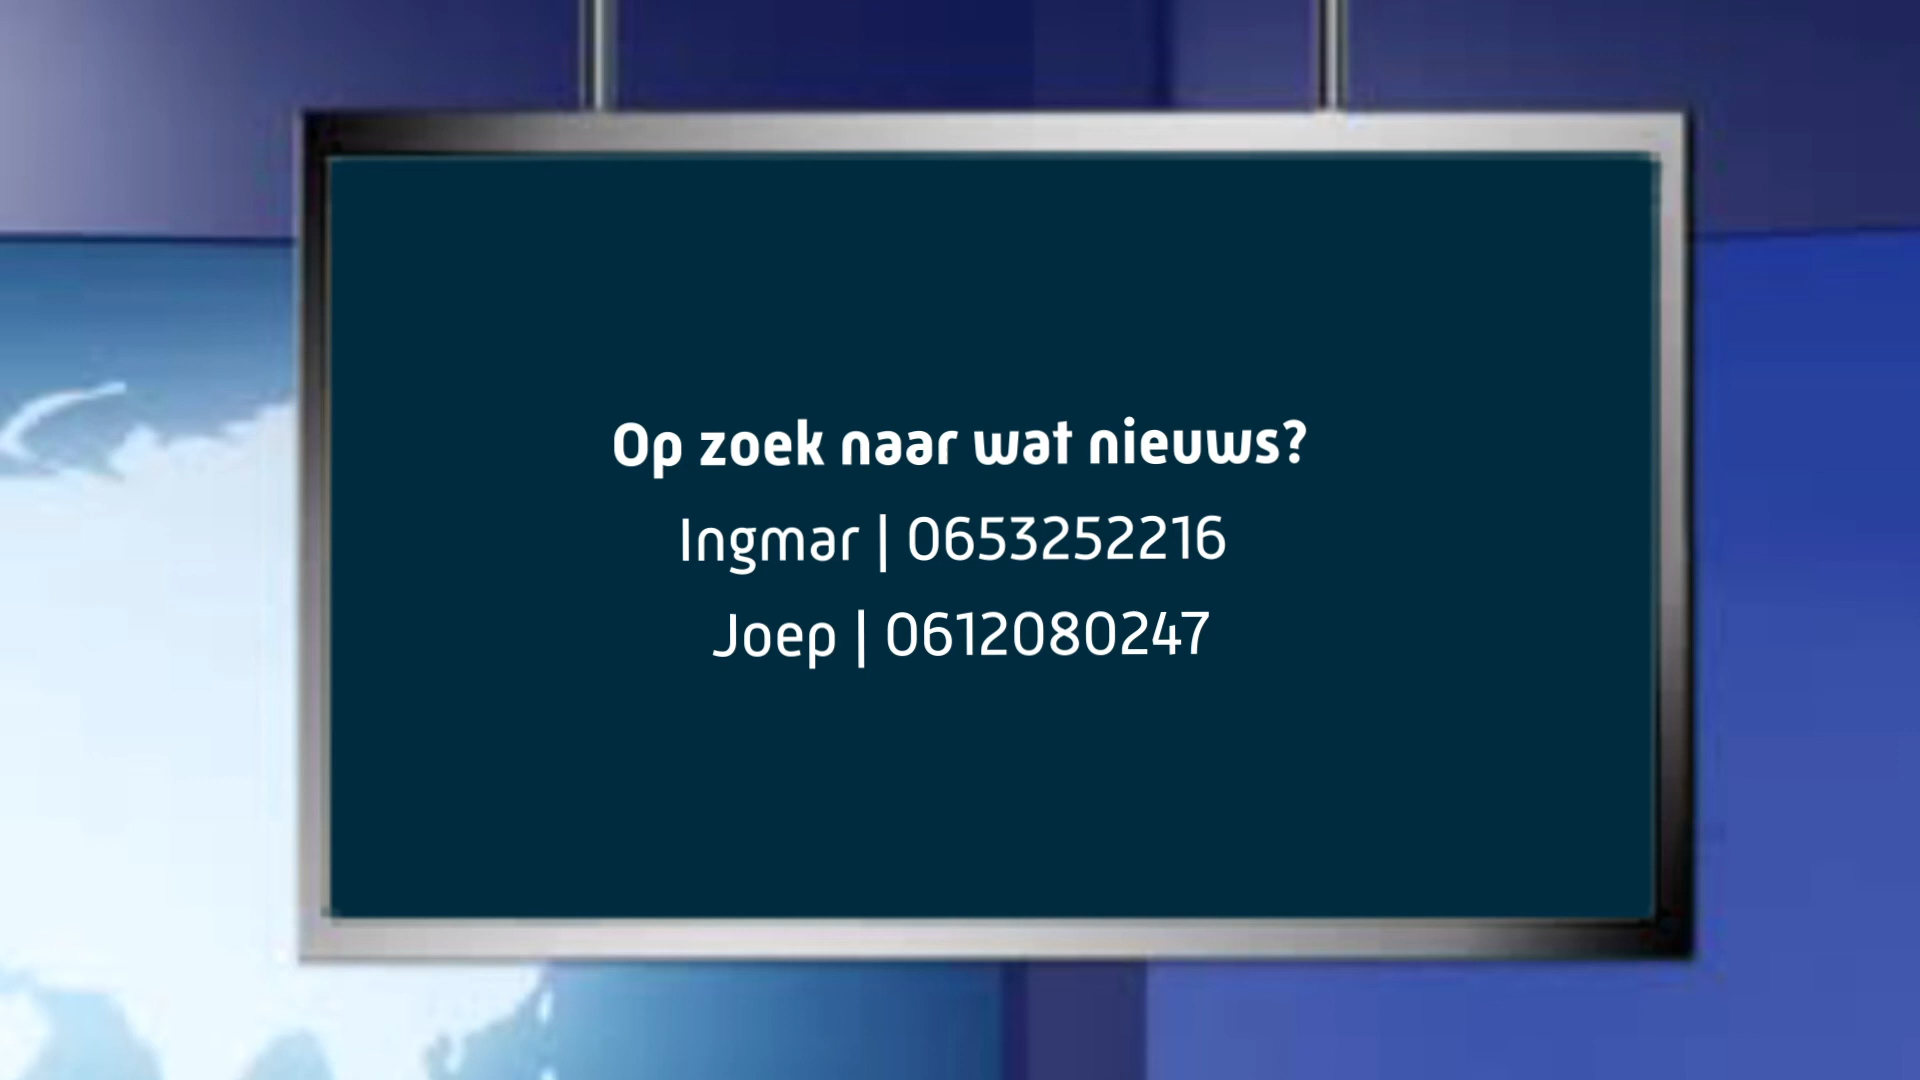 Op zoek naar wat nieuws?
Ingmar | 0653252216
Joep | 0612080247